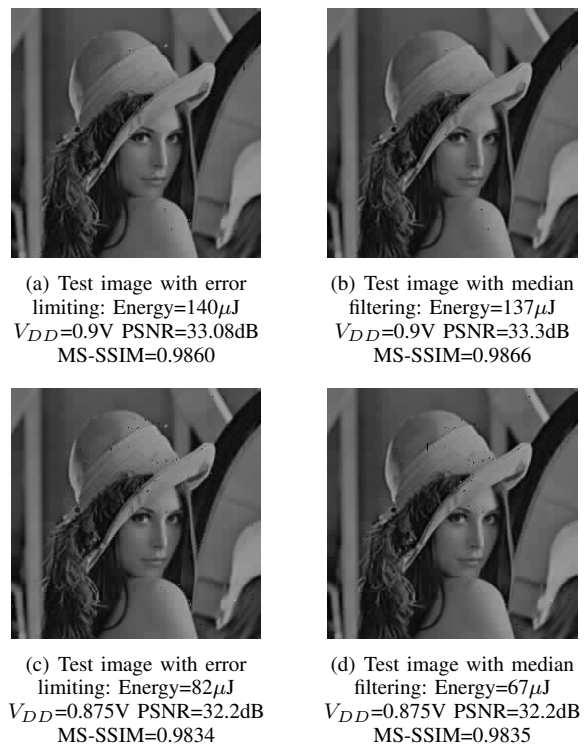 (a) Test image with error
limiting: Energy=140μJ
V_DD=0.9V PSNR=33.08dB
MS-SSIM=0.9860
(b) Test image with median
filtering: Energy=137μJ
V_DD=0.9V PSNR=33.3dB
MS-SSIM=0.9866
(c) Test image with error
limiting: Energy=82μJ
V_DD=0.875V PSNR=32.2dB
MS-SSIM=0.9834
(d) Test image with median
filtering: Energy=67μJ
V_DD=0.875V PSNR=32.2dB
MS-SSIM=0.9835